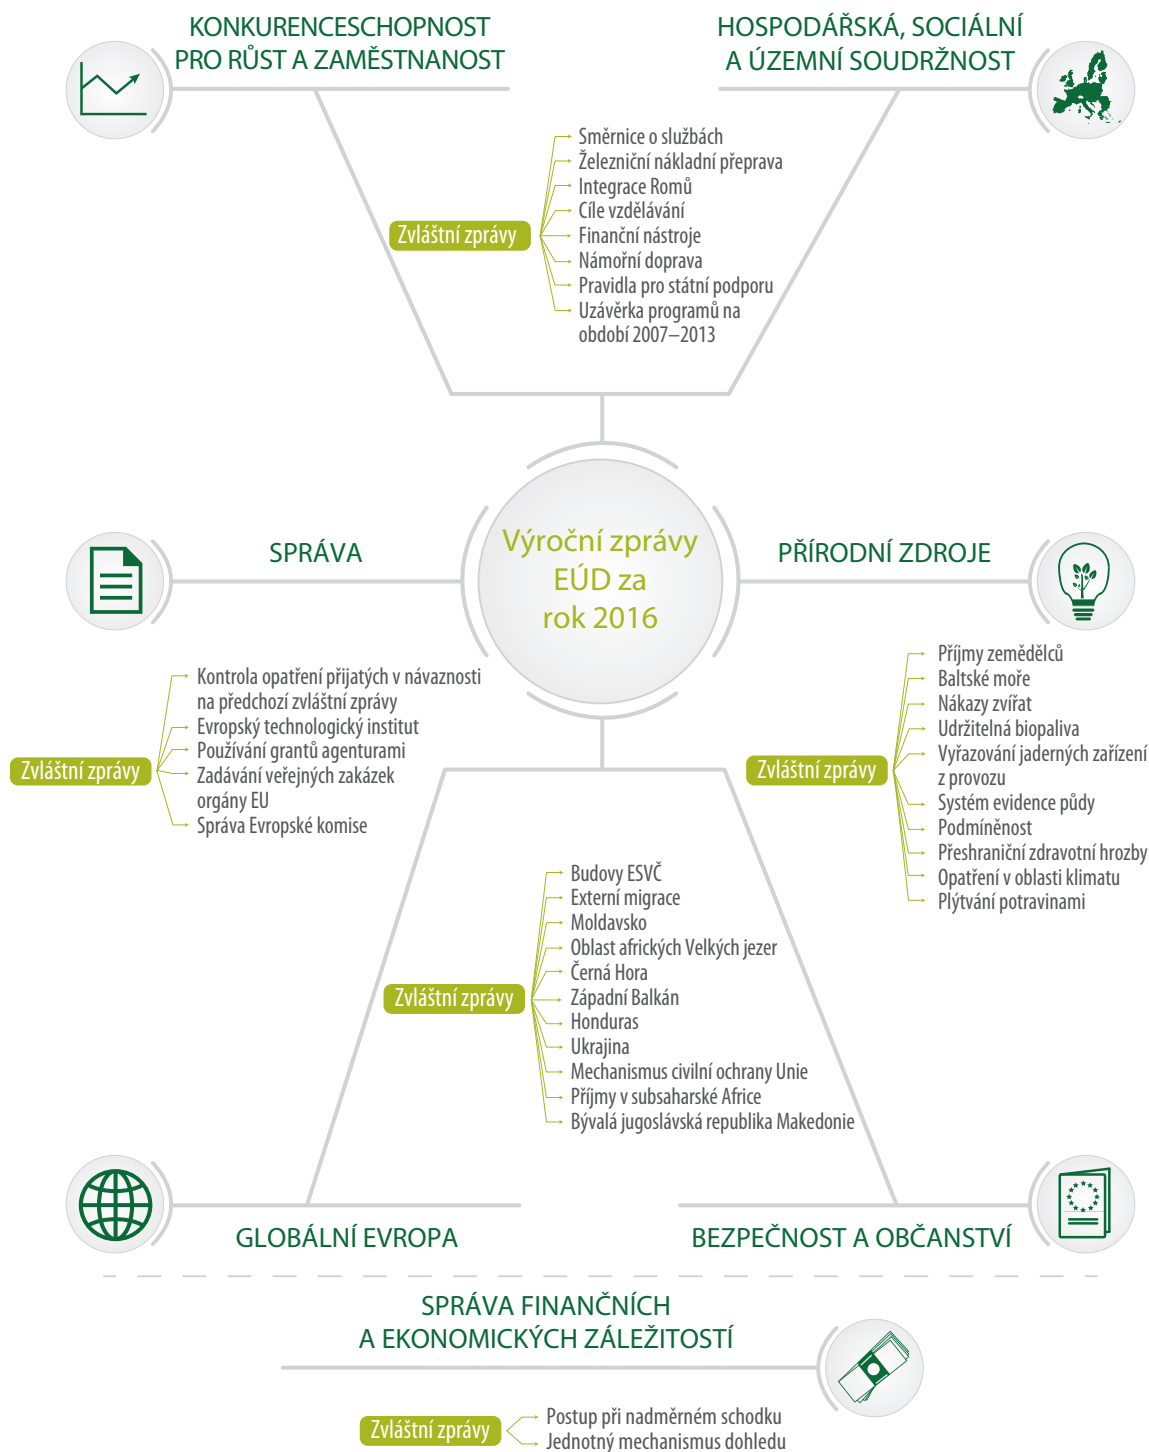 KONKURENCESCHOPNOST
PRO RŮST A ZAMĚSTNANOST
HOSPODÁŘSKÁ, SOCIÁLNÍ
A ÚZEMNÍ SOUDRŽNOST
Zvláštní zprávy
Směrnice o službách
Železniční nákladní přeprava
Integrace Romů
Cíle vzdělávání
Finanční nástroje
Námořní doprava
Pravidla pro státní podporu
Uzávěrka programů na
období 2007–2013
Výroční zprávy
EÚD za
rok 2016
SPRÁVA
Zvláštní zprávy
Kontrola opatření přijatých v návaznosti
na předchozí zvláštní zprávy
Evropský technologický institut
Používání grantů agenturami
Zadávání veřejných zakázek
orgány EU
Správa Evropské komise
PŘÍRODNÍ ZDROJE
Zvláštní zprávy
Příjmy zemědělců
Baltské moře
Nákazy zvířat
Udržitelná biopaliva
Vyřazování jaderných zařízení
z provozu
Systém evidence půdy
Podmíněnost
Přeshraniční zdravotní hrozby
Opatření v oblasti klimatu
Plýtvání potravinami
Zvláštní zprávy
Budovy ESVČ
Externí migrace
Moldavsko
Oblast afrických Velkých jezer
Černá Hora
Západní Balkán
Honduras
Ukrajina
Mechanismus civilní ochrany Unie
Příjmy v subsaharské Africe
Bývalá jugoslávská republika Makedonie
GLOBÁLNÍ EVROPA
BEZPEČNOST A OBČANSTVÍ
SPRÁVA FINANČNÍCH
A EKONOMICKÝCH ZÁLEŽITOSTÍ
Zvláštní zprávy
Postup při nadměrném schodku
Jednotný mechanismus dohledu